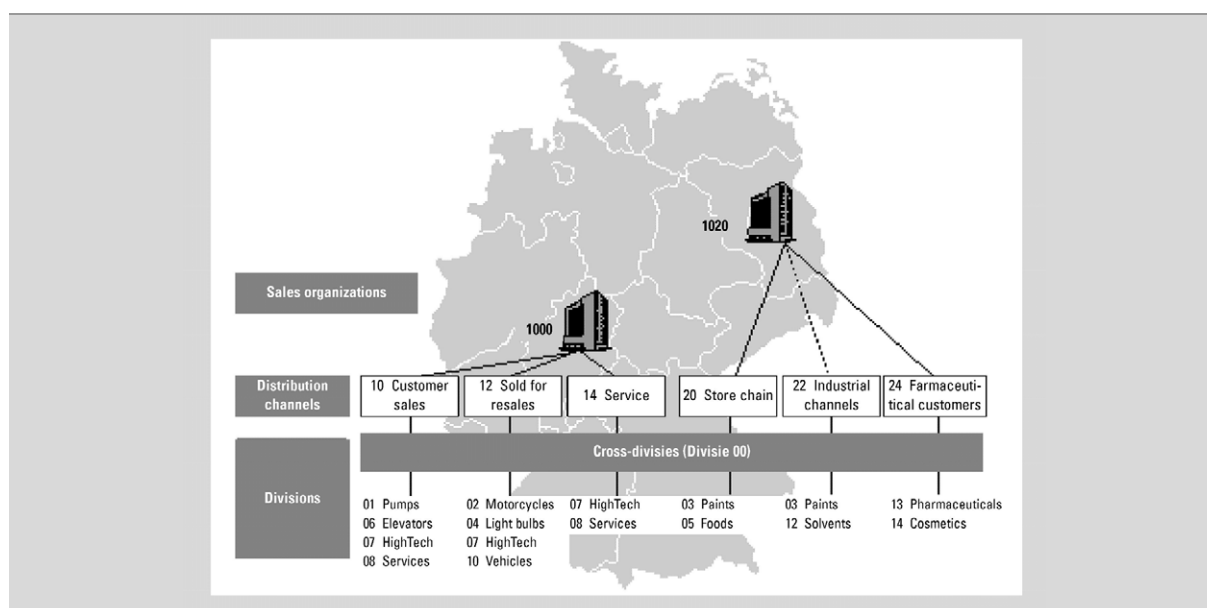 1020
Sales organizations
1000
Distribution
channels
10 Customer
sales
12 Sold for
resales
14 Service
20 Store chain
22 Industrial
channels
24 Farmaceuti-
tical customers
Cross-divisies (Divisie 00)
Divisions
01 Pumps
06 Elevators
07 HighTech
08 Services
02 Motorcycles
04 Light bulbs
07 HighTech
10 Vehicles
07 HighTech
08 Services
03 Paints
05 Foods
03 Paints
12 Solvents
13 Pharmaceuticals
14 Cosmetics